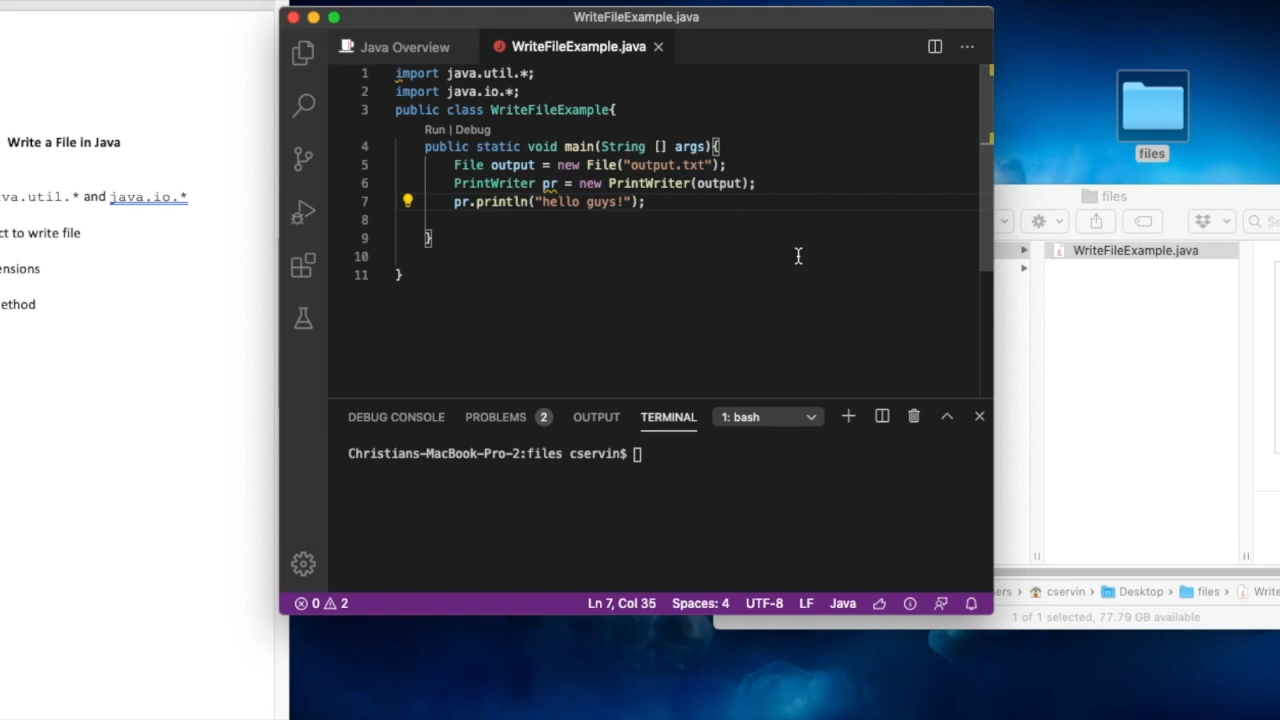 WriteFileExample.java
Java Overview
WriteFileExample.java
1 import java.util.*;
2 import java.io.*;
3 public class WriteFileExample{
Run | Debug
4 public static void main(String [] args){
5 File output = new File("output.txt");
6 PrintWriter pr = new PrintWriter(output);
7 pr.println("hello guys!");
8
9 }
10
11 }
DEBUG CONSOLE PROBLEMS 2 OUTPUT TERMINAL 1: bash
Christians-MacBook-Pro-2:files cservin$
0 2 Ln 7, Col 35 Spaces: 4 UTF-8 LF Java
Write a File in Java
va.util.* and java.io.*
ct to write file
ensions
ethod
files
files
WriteFileExample.java
ers › cservin › Desktop › files › Write
1 of 1 selected, 77.79 GB available